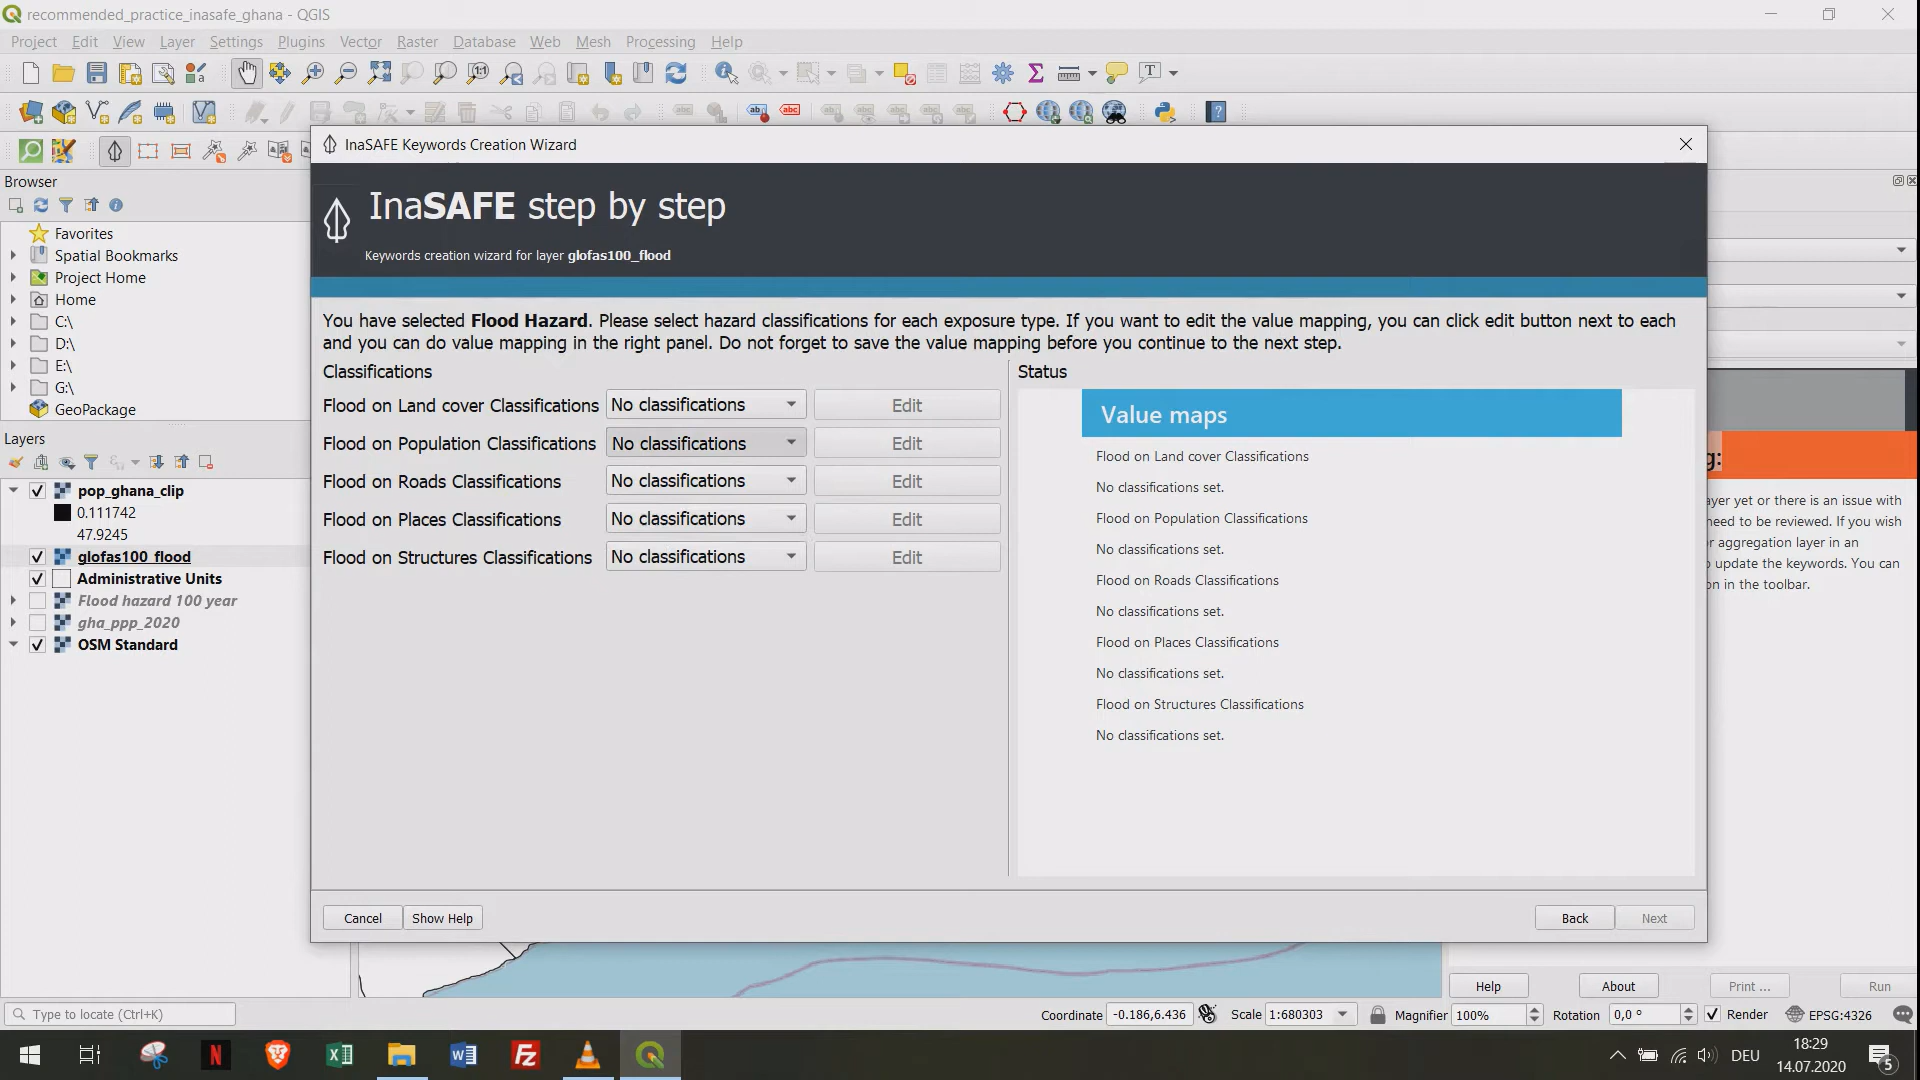 recommended_practice_inasafe_ghana - QGIS
Project Edit View Layer Settings Plugins Vector Raster Database Web Mesh Processing Help
InaSAFE Keywords Creation Wizard
InaSAFE step by step
Keywords creation wizard for layer glofas100_flood
You have selected Flood Hazard. Please select hazard classifications for each exposure type. If you want to edit the value mapping, you can click edit button next to each
and you can do value mapping in the right panel. Do not forget to save the value mapping before you continue to the next step.
Classifications
Flood on Land cover Classifications No classifications Edit
Flood on Population Classifications No classifications Edit
Flood on Roads Classifications No classifications Edit
Flood on Places Classifications No classifications Edit
Flood on Structures Classifications No classifications Edit
Status
Value maps
Flood on Land cover Classifications
No classifications set.
Flood on Population Classifications
No classifications set.
Flood on Roads Classifications
No classifications set.
Flood on Places Classifications
No classifications set.
Flood on Structures Classifications
No classifications set.
Cancel Show Help Back Next
Browser
Favorites
Spatial Bookmarks
Project Home
Home
C:\
D:\
E:\
G:\
GeoPackage
Layers
pop_ghana_clip
0.111742
47.9245
glofas100_flood
Administrative Units
Flood hazard 100 year
gha_ppp_2020
OSM Standard
g:
ayer yet or there is an issue with
need to be reviewed. If you wish
or aggregation layer in an
o update the keywords. You can
on in the toolbar.
Help About Print ... Run
Type to locate (Ctrl+K)
Coordinate -0.186,6.436 Scale 1:680303 Magnifier 100% Rotation 0,0 ° Render EPSG:4326
DEU
18:29
14.07.2020
5